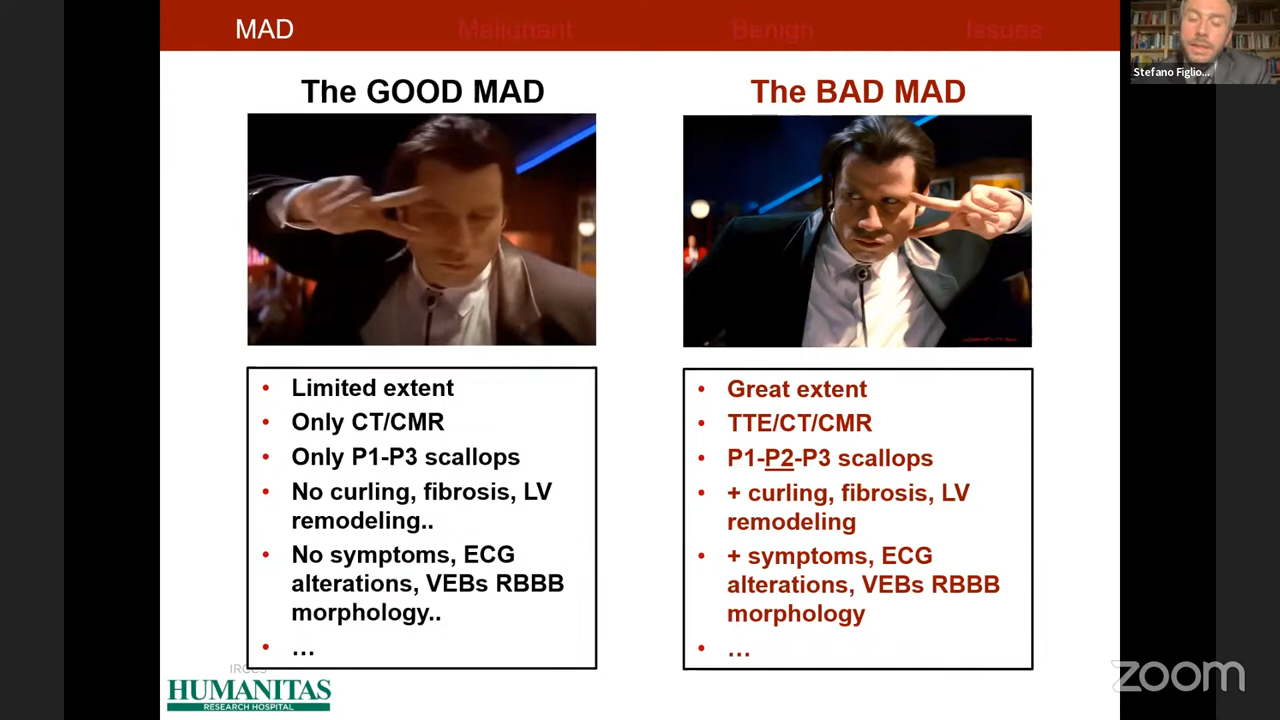 MAD Malignant Benign Issues
Stefano Figlio...
The GOOD MAD
The BAD MAD
• Limited extent
• Only CT/CMR
• Only P1-P3 scallops
• No curling, fibrosis, LV
remodeling..
• No symptoms, ECG
alterations, VEBs RBBB
morphology..
• ...
• Great extent
• TTE/CT/CMR
• P1-P2-P3 scallops
• + curling, fibrosis, LV
remodeling
• + symptoms, ECG
alterations, VEBs RBBB
morphology
• ...
IRCCS
HUMANITAS
RESEARCH HOSPITAL
zoom